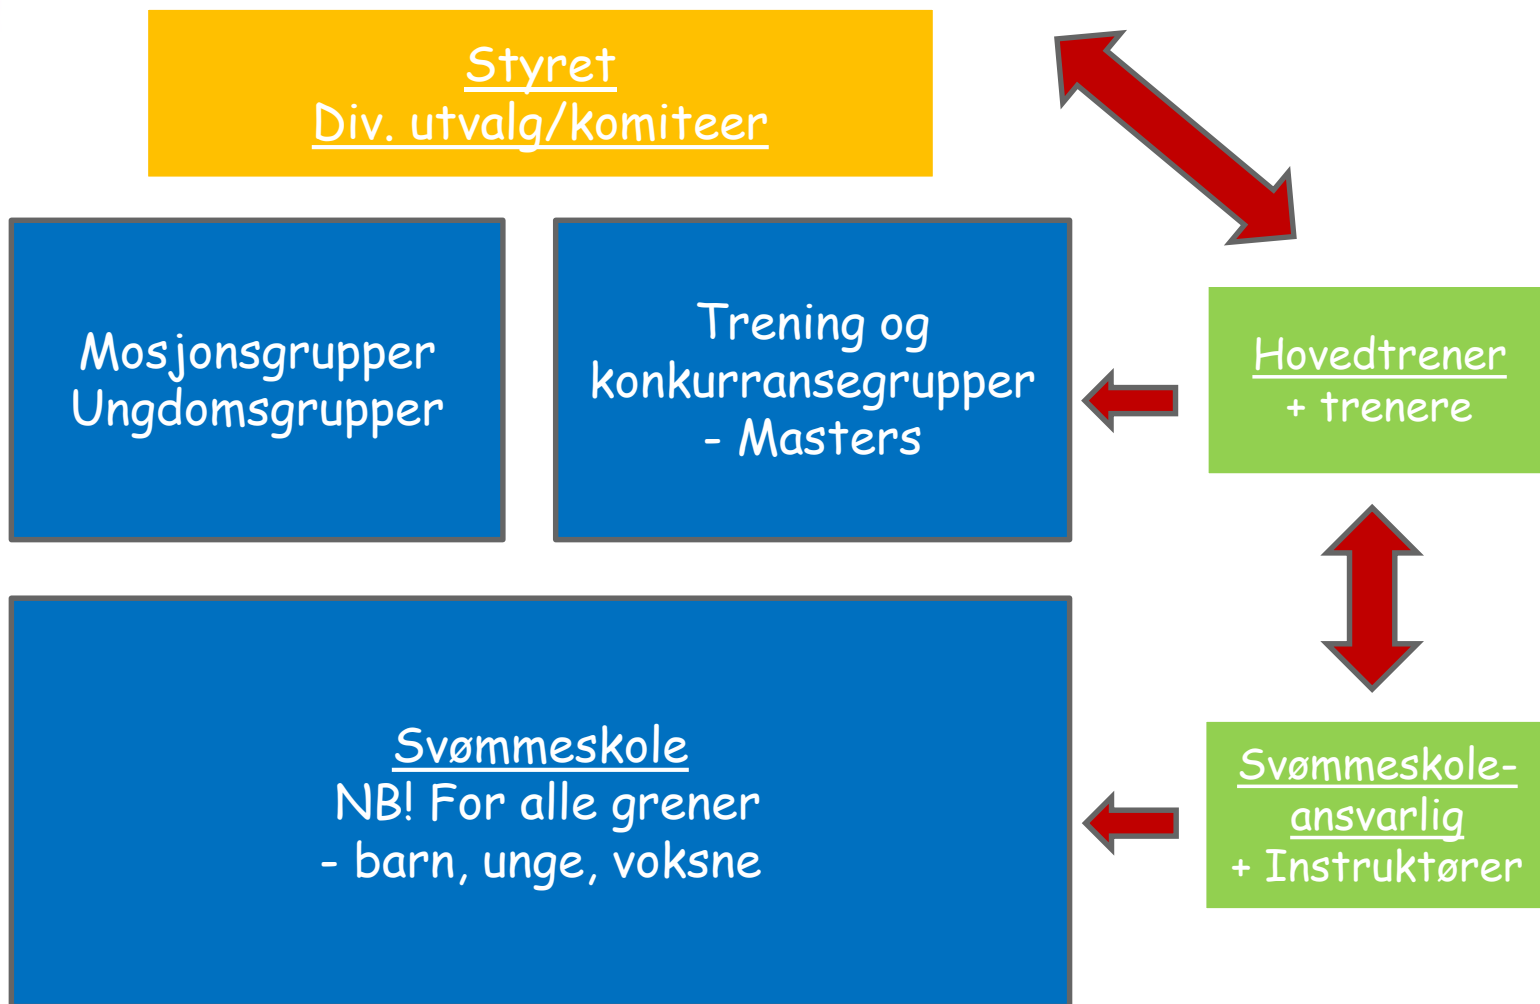 Styret
Div. utvalg/komiteer
Mosjonsgrupper
Ungdomsgrupper
Trening og
konkurransegrupper
- Masters
Hovedtrener
+ trenere
Svømmeskole
NB! For alle grener
- barn, unge, voksne
Svømmeskole-
ansvarlig
+ Instruktører